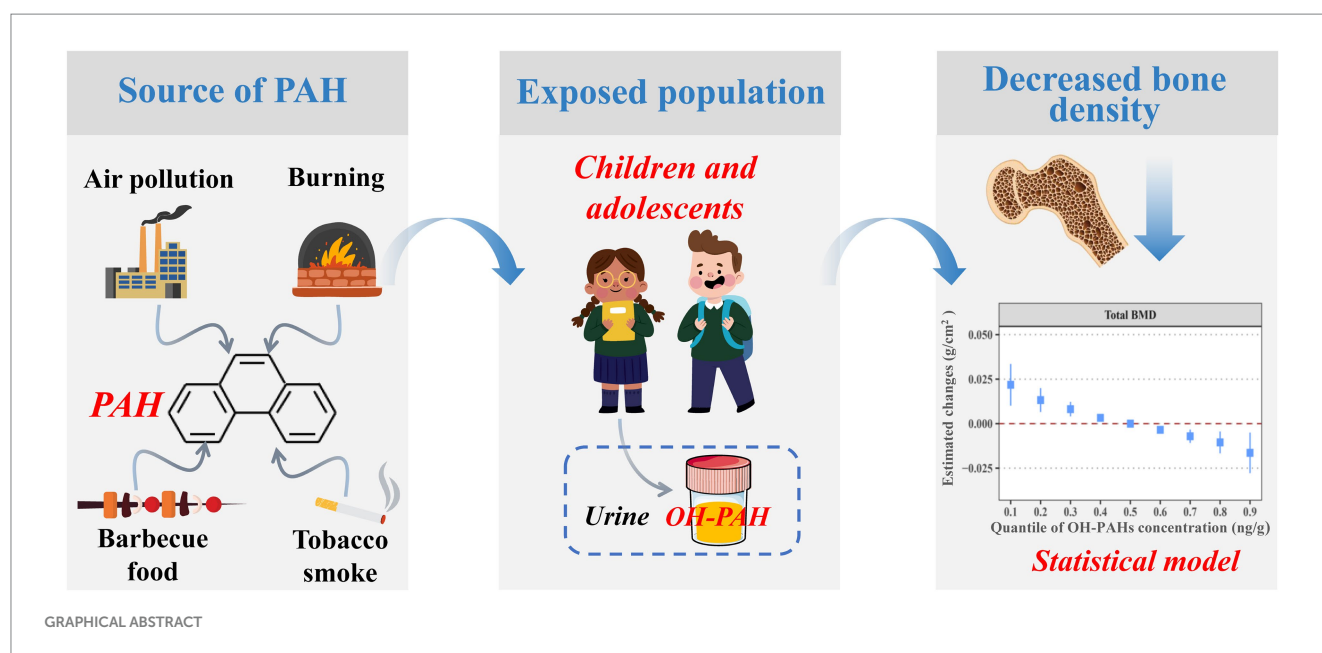 Source of PAH
Air pollution
Burning
PAH
Barbecue
food
Tobacco
smoke
Exposed population
Children and
adolescents
Urine OH-PAH
Decreased bone
density
Total BMD
Estimated changes (g/cm²)
0.050
0.025
0.000
−0.025
0.1 0.2 0.3 0.4 0.5 0.6 0.7 0.8 0.9
Quantile of OH-PAHs concentration (ng/g)
Statistical model
GRAPHICAL ABSTRACT